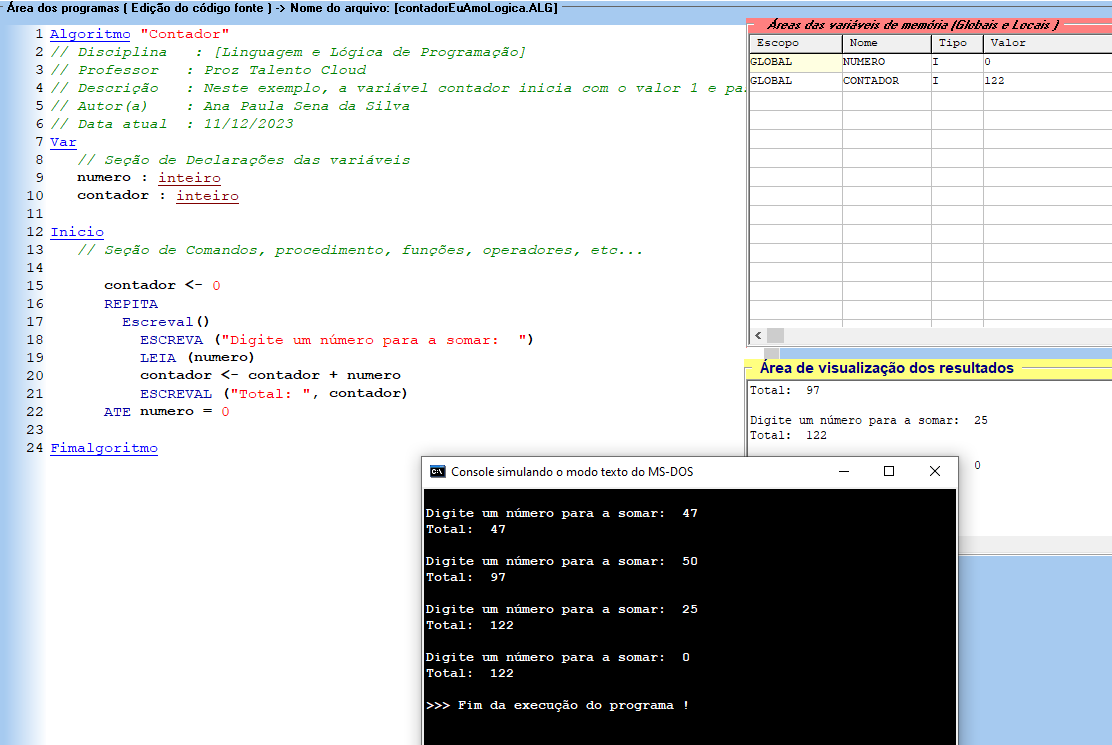 Área dos programas ( Edição do código fonte ) -> Nome do arquivo: [contadorEuAmoLogica.ALG]
1 Algoritmo "Contador"
2 // Disciplina   : [Linguagem e Lógica de Programação]
3 // Professor   : Proz Talento Cloud
4 // Descrição   : Neste exemplo, a variável contador inicia com o valor 1 e pa
5 // Autor(a)    : Ana Paula Sena da Silva
6 // Data atual  : 11/12/2023
7 Var
8 // Seção de Declarações das variáveis
9 numero : inteiro
10 contador : inteiro
11
12 Inicio
13 // Seção de Comandos, procedimento, funções, operadores, etc...
14
15 contador <- 0
16 REPITA
17 Escreval()
18 ESCREVA ("Digite um número para a somar:  ")
19 LEIA (numero)
20 contador <- contador + numero
21 ESCREVAL ("Total: ", contador)
22 ATE numero = 0
23
24 Fimalgoritmo
Áreas das variáveis de memória (Globais e Locais )
Escopo Nome Tipo Valor
GLOBAL NUMERO I 0
GLOBAL CONTADOR I 122
Área de visualização dos resultados
Total:  97
Digite um número para a somar:  25
Total:  122
0
Console simulando o modo texto do MS-DOS
Digite um número para a somar:  47
Total:  47
Digite um número para a somar:  50
Total:  97
Digite um número para a somar:  25
Total:  122
Digite um número para a somar:  0
Total:  122
>>> Fim da execução do programa !